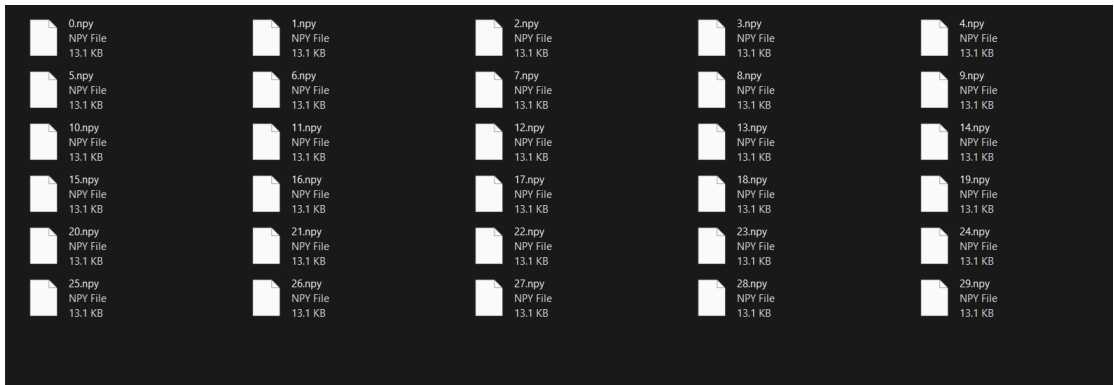 0.npy
NPY File
13.1 KB
1.npy
NPY File
13.1 KB
2.npy
NPY File
13.1 KB
3.npy
NPY File
13.1 KB
4.npy
NPY File
13.1 KB
5.npy
NPY File
13.1 KB
6.npy
NPY File
13.1 KB
7.npy
NPY File
13.1 KB
8.npy
NPY File
13.1 KB
9.npy
NPY File
13.1 KB
10.npy
NPY File
13.1 KB
11.npy
NPY File
13.1 KB
12.npy
NPY File
13.1 KB
13.npy
NPY File
13.1 KB
14.npy
NPY File
13.1 KB
15.npy
NPY File
13.1 KB
16.npy
NPY File
13.1 KB
17.npy
NPY File
13.1 KB
18.npy
NPY File
13.1 KB
19.npy
NPY File
13.1 KB
20.npy
NPY File
13.1 KB
21.npy
NPY File
13.1 KB
22.npy
NPY File
13.1 KB
23.npy
NPY File
13.1 KB
24.npy
NPY File
13.1 KB
25.npy
NPY File
13.1 KB
26.npy
NPY File
13.1 KB
27.npy
NPY File
13.1 KB
28.npy
NPY File
13.1 KB
29.npy
NPY File
13.1 KB